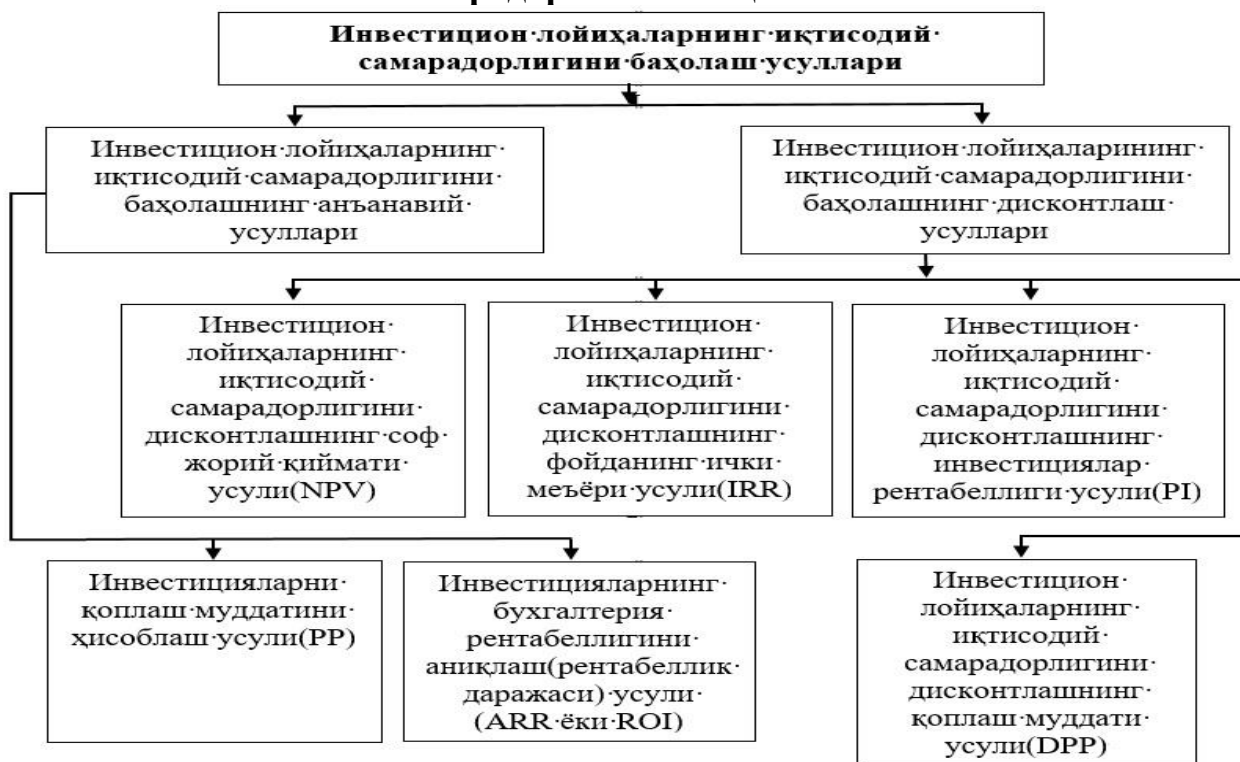 Инвестицион лойиҳаларнинг иқтисодий
самарадорлигини баҳолаш усуллари
Инвестицион лойиҳаларнинг
иқтисодий самарадорлигини
баҳолашнинг анъанавий
усуллари
Инвестицион лойиҳаларининг
иқтисодий самарадорлигини
баҳолашнинг дисконтлаш
усуллари
Инвестицион
лойиҳаларнинг
иқтисодий
самарадорлигини
дисконтлашнинг соф
жорий қиймати
усули(NPV)
Инвестицион
лойиҳаларнинг
иқтисодий
самарадорлигини
дисконтлашнинг
фойданинг ички
меъёри усули(IRR)
Инвестицион
лойиҳаларнинг
иқтисодий
самарадорлигини
дисконтлашнинг
инвестициялар
рентабеллиги усули(PI)
Инвестицияларни
қоплаш муддатини
ҳисоблаш усули(PP)
Инвестицияларнинг
бухгалтерия
рентабеллигини
аниқлаш(рентабеллик
даражаси) усули
(ARR ёки ROI)
Инвестицион
лойиҳаларнинг
иқтисодий
самарадорлигини
дисконтлашнинг
қоплаш муддати
усули(DPP)